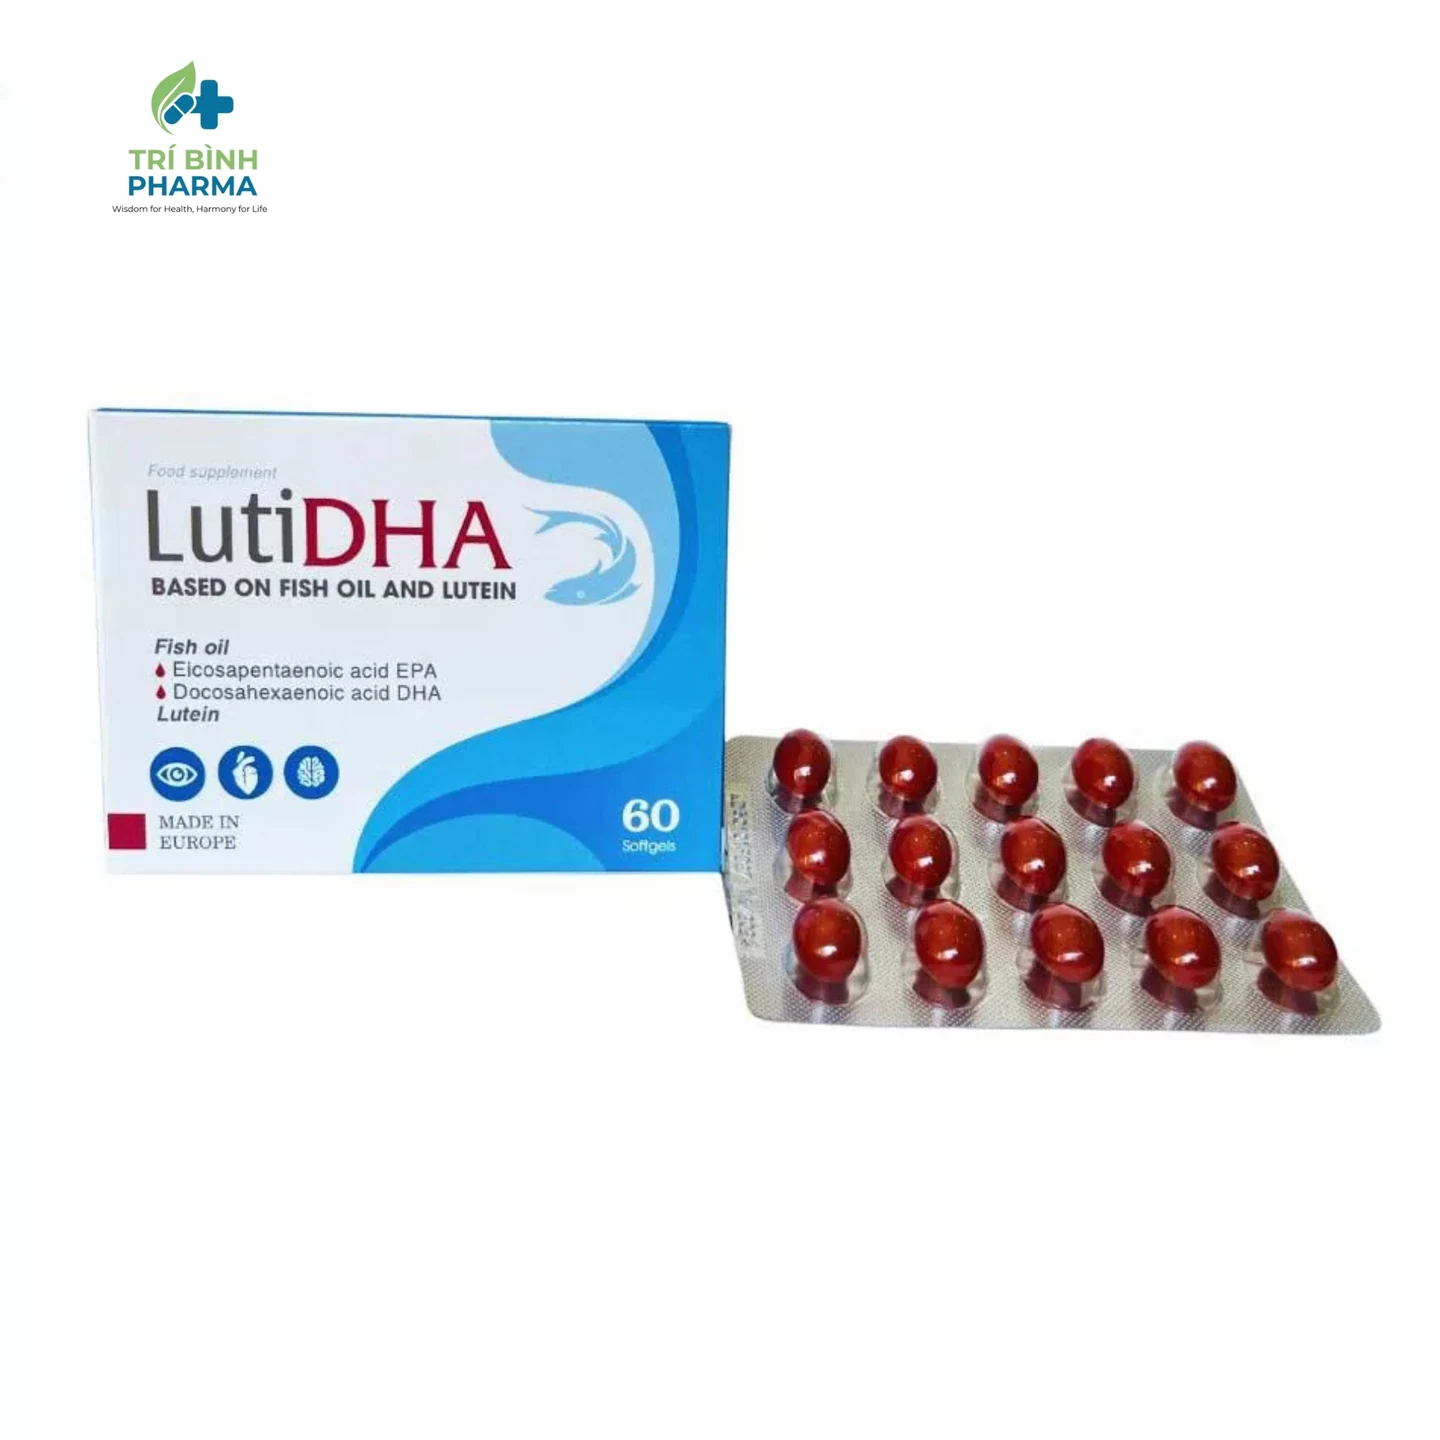 TRÍ BÌNH
PHARMA
Wisdom for Health, Harmony for Life
Food supplement
LutiDHA
BASED ON FISH OIL AND LUTEIN
Fish oil
Eicosapentaenoic acid EPA
Docosahexaenoic acid DHA
Lutein
MADE IN
EUROPE
60
Softgels